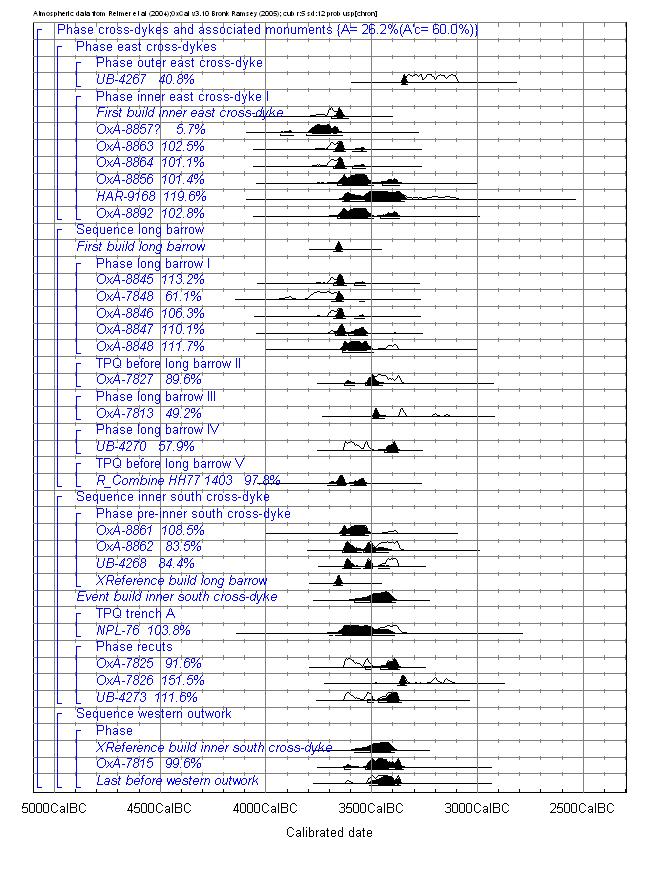 Atmospheric data from Reimer et al (2004);OxCal v3.10 Bronk Ramsey (2005); cub r:5 sd:12 prob usp[chron]
Phase cross-dykes and associated monuments {A= 26.2%(A'c= 60.0%)}
Phase east cross-dykes
Phase outer east cross-dyke
UB-4267 40.8%
Phase inner east cross-dyke I
First build inner east cross-dyke
OxA-8857? 5.7%
OxA-8863 102.5%
OxA-8864 101.1%
OxA-8856 101.4%
HAR-9168 119.6%
OxA-8892 102.8%
Sequence long barrow
First build long barrow
Phase long barrow I
OxA-8845 113.2%
OxA-7848 61.1%
OxA-8846 106.3%
OxA-8847 110.1%
OxA-8848 111.7%
TPQ before long barrow II
OxA-7827 89.6%
Phase long barrow III
OxA-7813 49.2%
Phase long barrow IV
UB-4270 57.9%
TPQ before long barrow V
R_Combine HH77 1403 97.8%
Sequence inner south cross-dyke
Phase pre-inner south cross-dyke
OxA-8861 108.5%
OxA-8862 83.5%
UB-4268 84.4%
XReference build long barrow
Event build inner south cross-dyke
TPQ trench A
NPL-76 103.8%
Phase recuts
OxA-7825 91.6%
OxA-7826 151.5%
UB-4273 111.6%
Sequence western outwork
Phase
XReference build inner south cross-dyke
OxA-7815 99.6%
Last before western outwork
5000CalBC 4500CalBC 4000CalBC 3500CalBC 3000CalBC 2500CalBC
Calibrated date